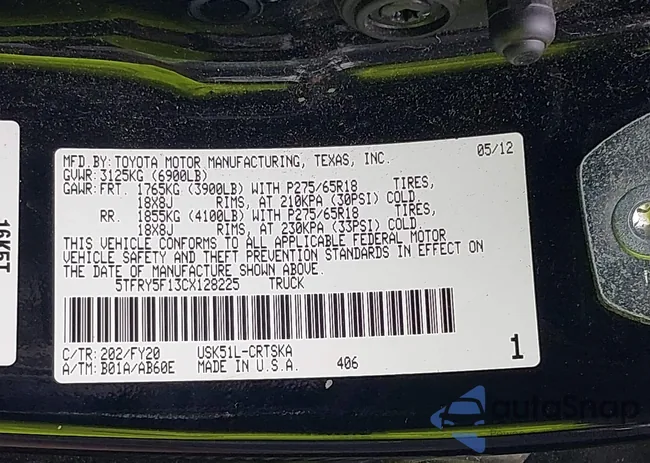 MFD.BY: TOYOTA MOTOR MANUFACTURING, TEXAS, INC. 05/12
GVWR: 3125KG (6900LB)
GAWR: FRT. 1765KG (3900LB) WITH P275/65R18 TIRES,
18X8J RIMS, AT 210KPA (30PSI) COLD
RR. 1855KG (4100LB) WITH P275/65R18 TIRES,
18X8J RIMS, AT 230KPA (33PSI) COLD.
THIS VEHICLE CONFORMS TO ALL APPLICABLE FEDERAL MOTOR
VEHICLE SAFETY AND THEFT PREVENTION STANDARDS IN EFFECT ON
THE DATE OF MANUFACTURE SHOWN ABOVE.
5TFRY5F13CX128225 TRUCK
C/TR: 202/FY20 USK51L-CRTSKA
A/TM: B01A/AB60E MADE IN U.S.A. 406 1
autoSnap